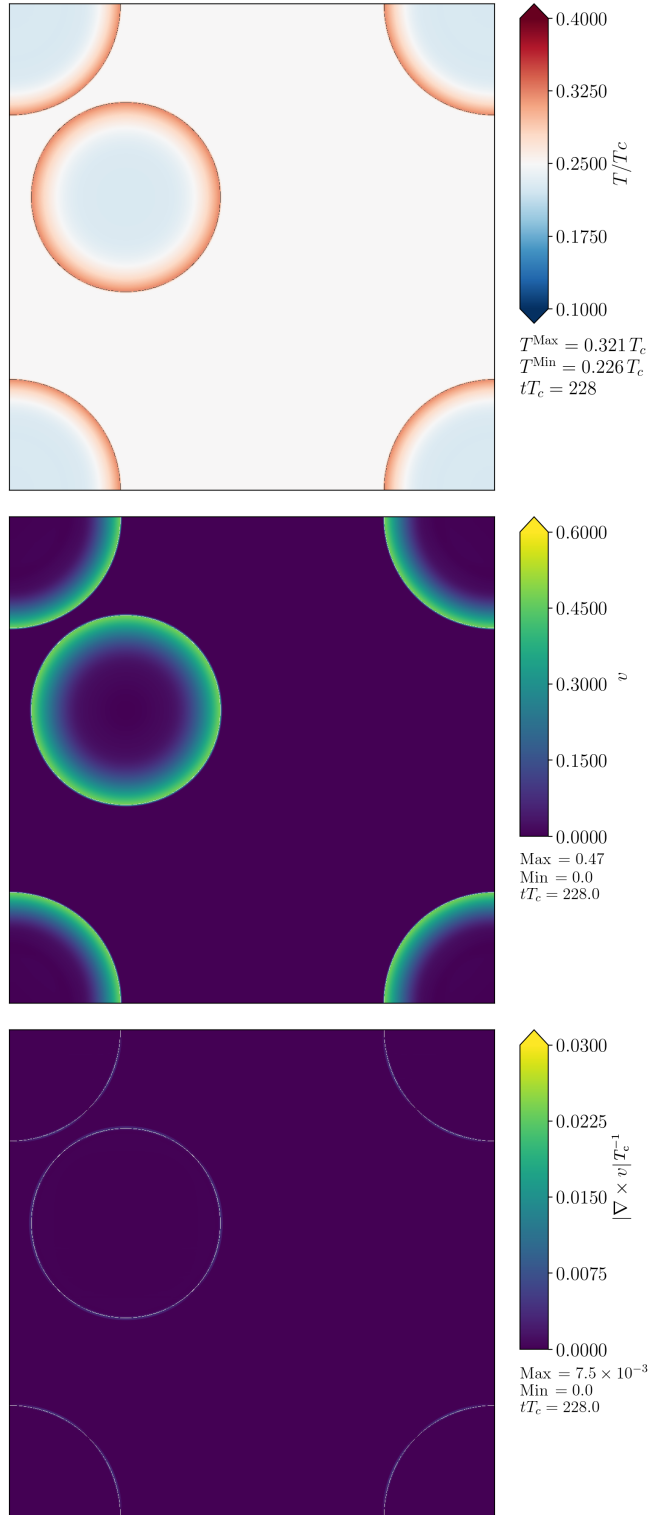 0.4000
0.3250
0.2500
0.1750
0.1000
T/Tc
T^Max = 0.321 T_c
T^Min = 0.226 T_c
tT_c = 228
0.6000
0.4500
0.3000
0.1500
0.0000
v
Max = 0.47
Min = 0.0
tT_c = 228.0
0.0300
0.0225
0.0150
0.0075
0.0000
|∇ × v| T_c^{-1}
Max = 7.5 × 10^{-3}
Min = 0.0
tT_c = 228.0